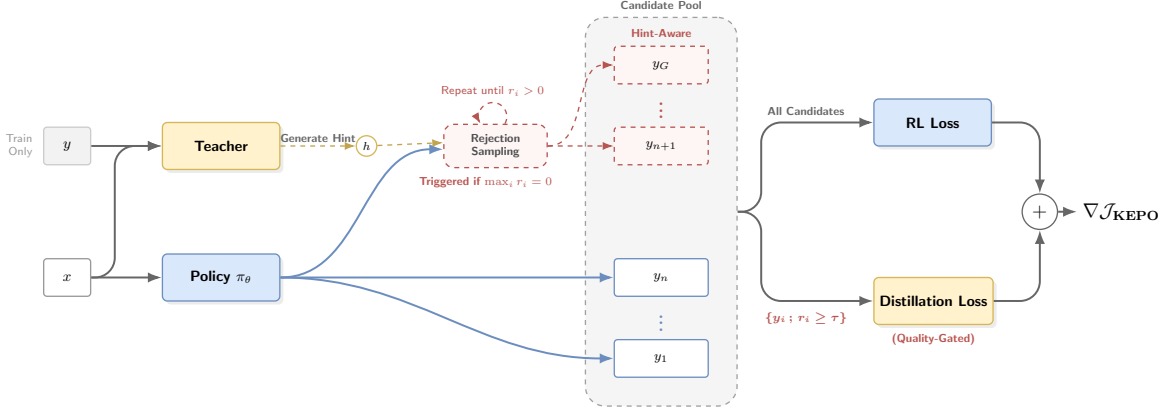 Candidate Pool
Hint-Aware
y_G
⋮
y_{n+1}
Repeat until r_i > 0
Train
Only
y
Teacher
Generate Hint
h
Rejection
Sampling
Triggered if max_i r_i = 0
x
Policy π_θ
y_n
⋮
y_1
All Candidates
RL Loss
+
∇𝒥_KEPO
{y_i ; r_i ≥ τ}
Distillation Loss
(Quality-Gated)